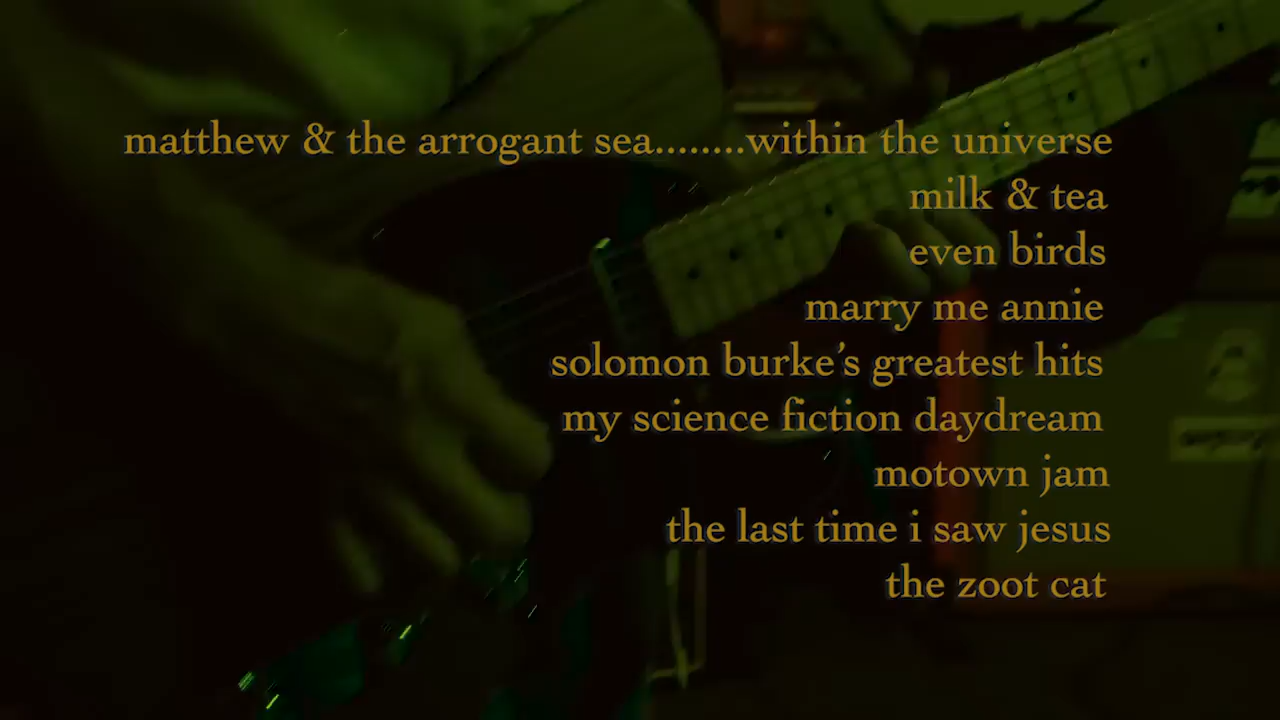 matthew & the arrogant sea........within the universe
milk & tea
even birds
marry me annie
solomon burke's greatest hits
my science fiction daydream
motown jam
the last time i saw jesus
the zoot cat